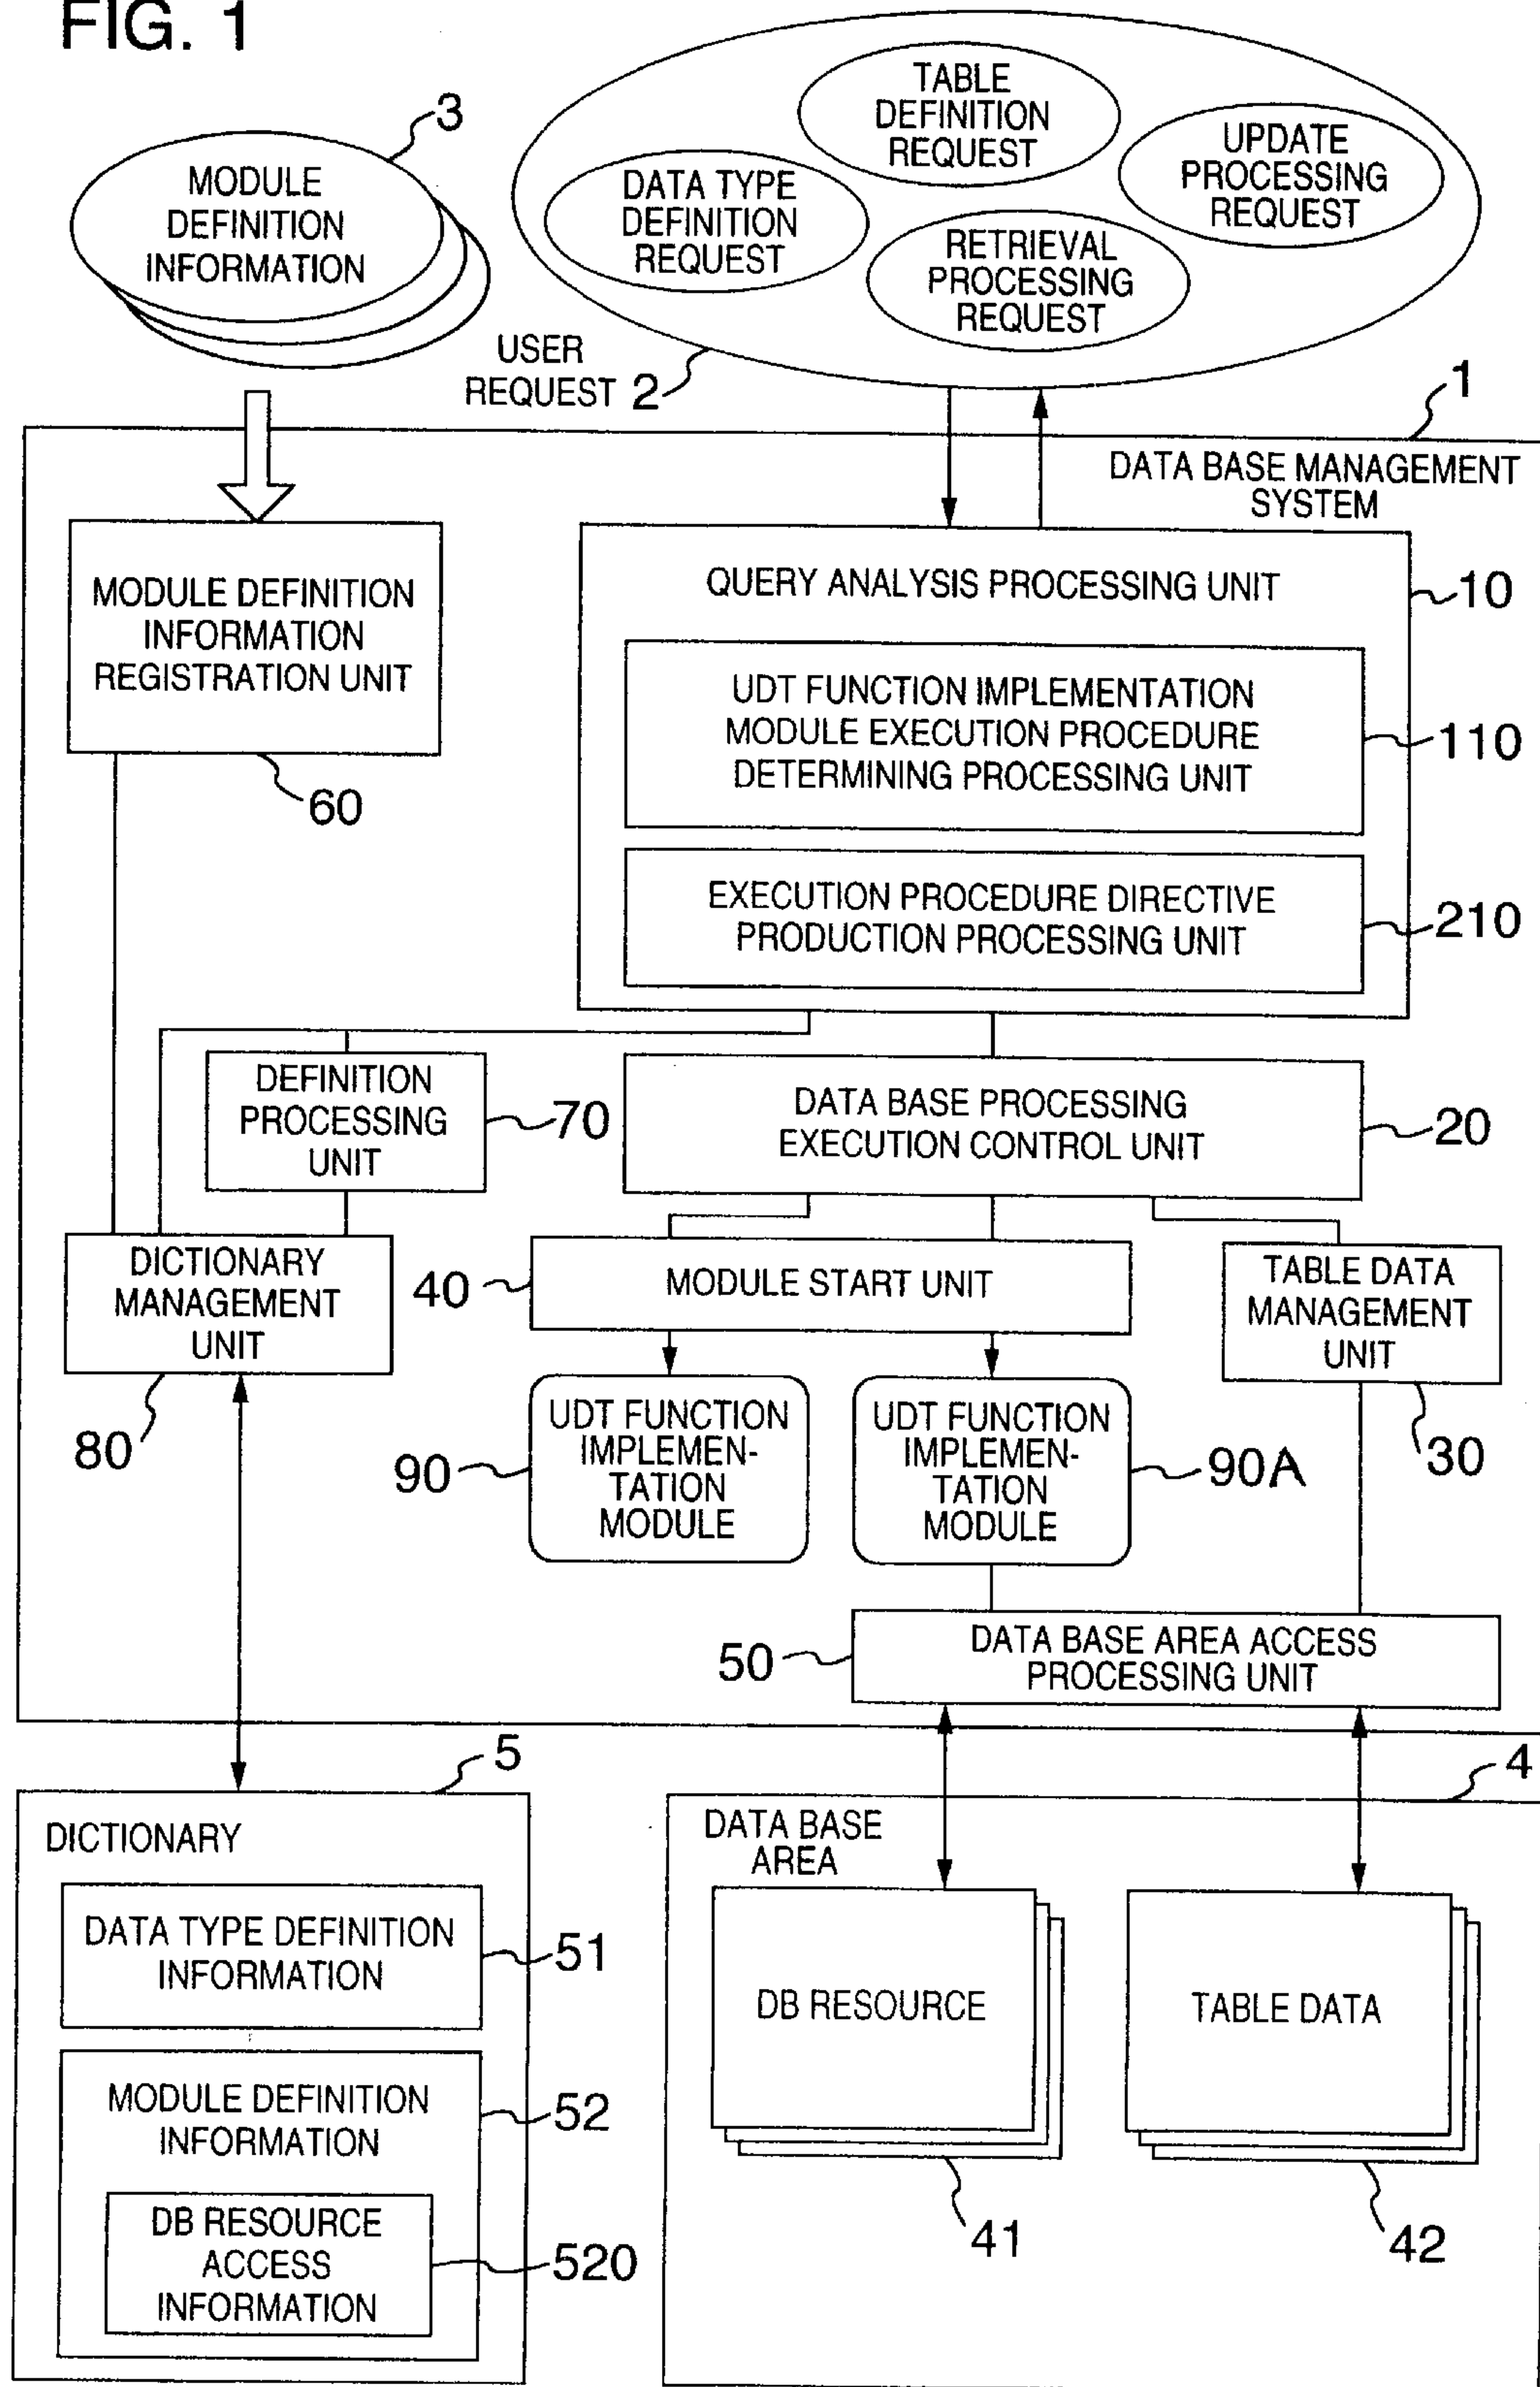 FIG. 1
3
MODULE
DEFINITION
INFORMATION
TABLE
DEFINITION
REQUEST
UPDATE
PROCESSING
REQUEST
DATA TYPE
DEFINITION
REQUEST
RETRIEVAL
PROCESSING
REQUEST
USER
REQUEST 2
1
DATA BASE MANAGEMENT
SYSTEM
MODULE DEFINITION
INFORMATION
REGISTRATION UNIT
60
QUERY ANALYSIS PROCESSING UNIT
10
UDT FUNCTION IMPLEMENTATION
MODULE EXECUTION PROCEDURE
DETERMINING PROCESSING UNIT
110
EXECUTION PROCEDURE DIRECTIVE
PRODUCTION PROCESSING UNIT
210
DEFINITION
PROCESSING
UNIT
70
DATA BASE PROCESSING
EXECUTION CONTROL UNIT
20
DICTIONARY
MANAGEMENT
UNIT
80
40
MODULE START UNIT
TABLE DATA
MANAGEMENT
UNIT
30
90
UDT FUNCTION
IMPLEMEN-
TATION
MODULE
UDT FUNCTION
IMPLEMEN-
TATION
MODULE
90A
50
DATA BASE AREA ACCESS
PROCESSING UNIT
5
DICTIONARY
DATA TYPE DEFINITION
INFORMATION
51
MODULE DEFINITION
INFORMATION
52
DB RESOURCE
ACCESS
INFORMATION
520
4
DATA BASE
AREA
DB RESOURCE
41
TABLE DATA
42